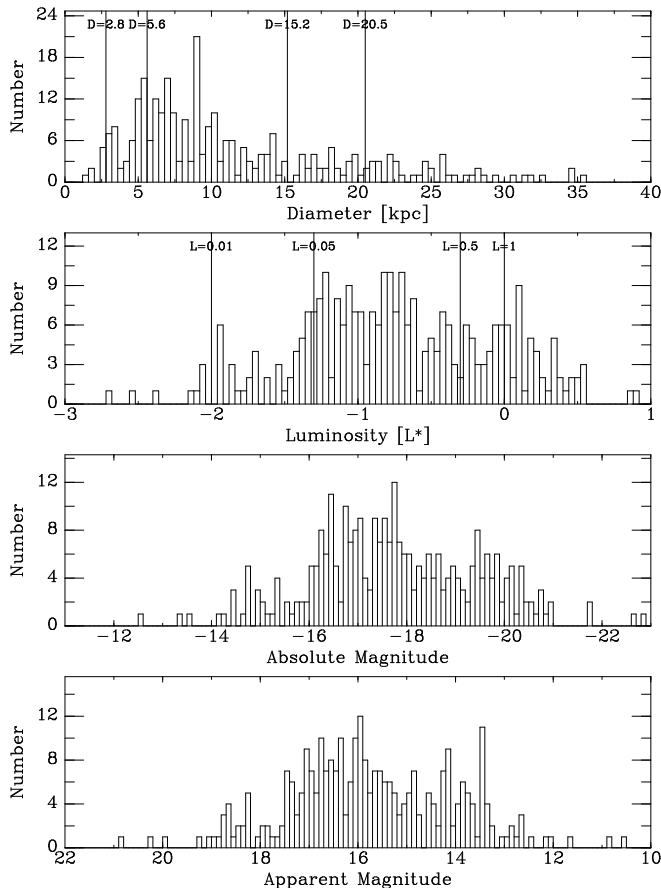 24
18
12
6
0
Number
D=2.8 D=5.6 D=15.2 D=20.5
0 5 10 15 20 25 30 35 40
Diameter [kpc]
12
9
6
3
0
Number
L=0.01 L=0.05 L=0.5 L=1
−3 −2 −1 0 1
Luminosity [L*]
12
8
4
0
Number
−12 −14 −16 −18 −20 −22
Absolute Magnitude
12
8
4
0
Number
22 20 18 16 14 12 10
Apparent Magnitude